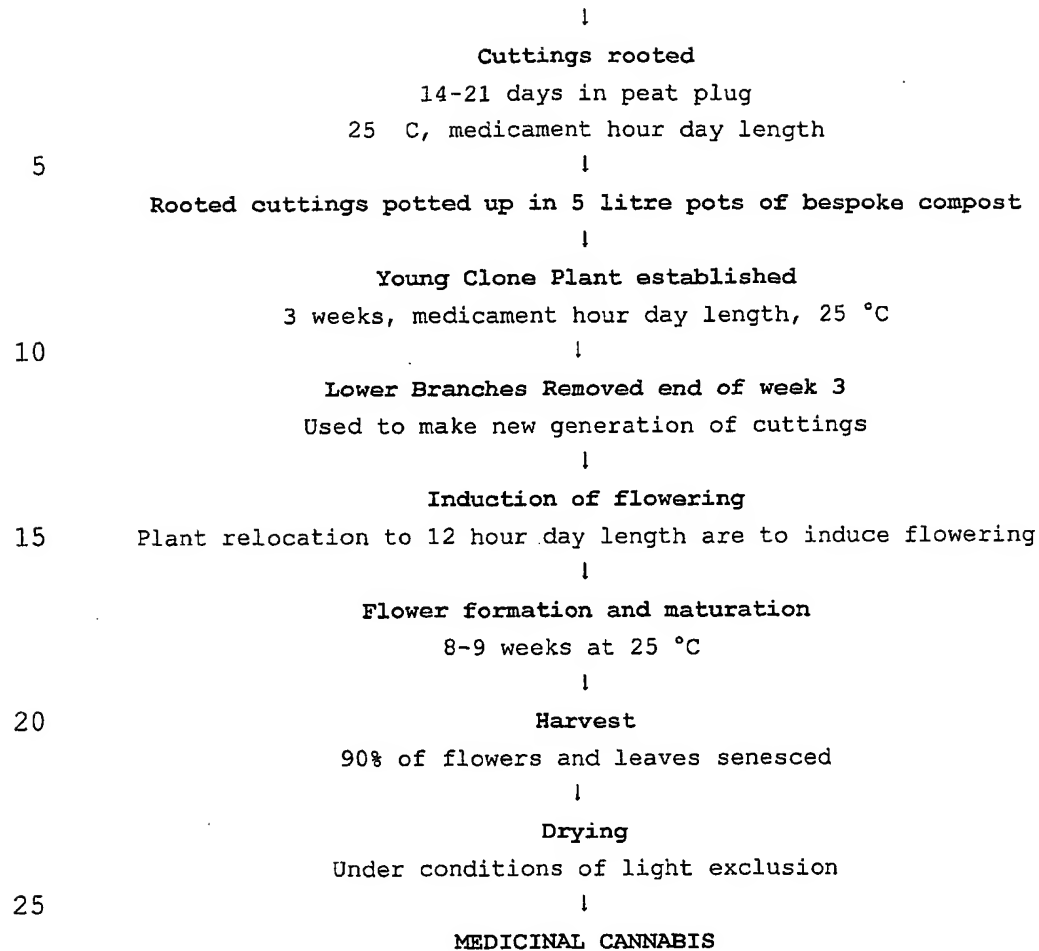 ↓
Cuttings rooted
14-21 days in peat plug
25 C, medicament hour day length
5
↓
Rooted cuttings potted up in 5 litre pots of bespoke compost
↓
Young Clone Plant established
3 weeks, medicament hour day length, 25 °C
10
↓
Lower Branches Removed end of week 3
Used to make new generation of cuttings
↓
Induction of flowering
15 Plant relocation to 12 hour day length are to induce flowering
↓
Flower formation and maturation
8-9 weeks at 25 °C
↓
20 Harvest
90% of flowers and leaves senesced
↓
Drying
Under conditions of light exclusion
25 ↓
MEDICINAL CANNABIS